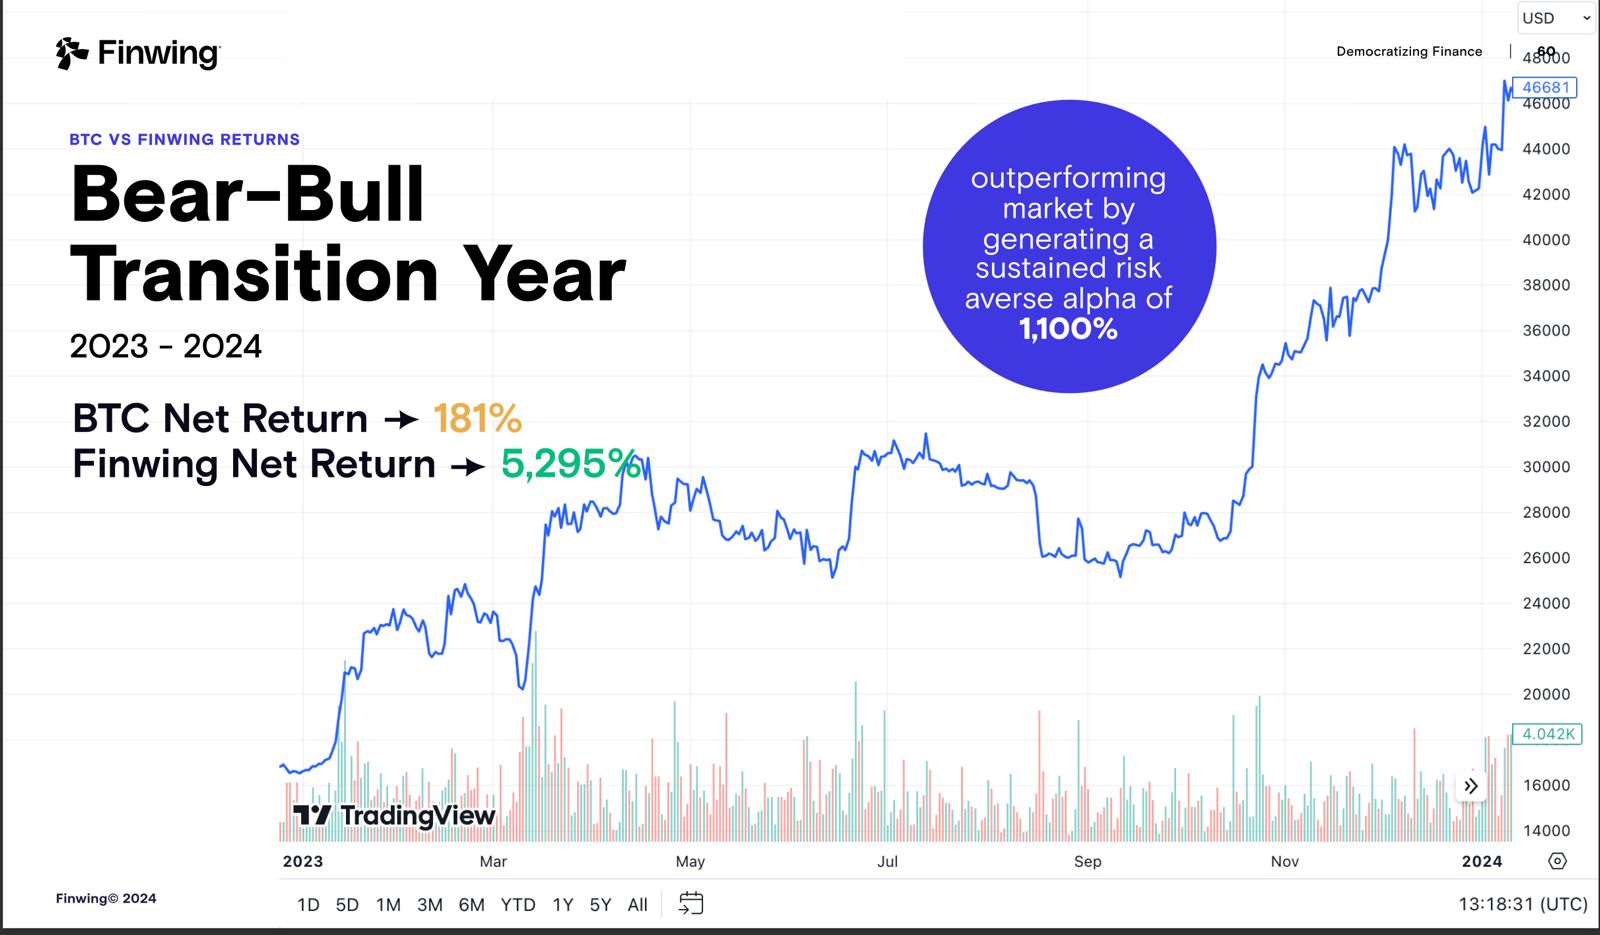 Finwing
Democratizing Finance
60
USD
BTC VS FINWING RETURNS
Bear–Bull
Transition Year
2023 - 2024
BTC Net Return → 181%
Finwing Net Return → 5,295%
outperforming
market by
generating a
sustained risk
averse alpha of
1,100%
48000
46681
46000
44000
42000
40000
38000
36000
34000
32000
30000
28000
26000
24000
22000
20000
4.042K
16000
14000
TradingView
2023 Mar May Jul Sep Nov 2024
Finwing© 2024
1D 5D 1M 3M 6M YTD 1Y 5Y All
13:18:31 (UTC)